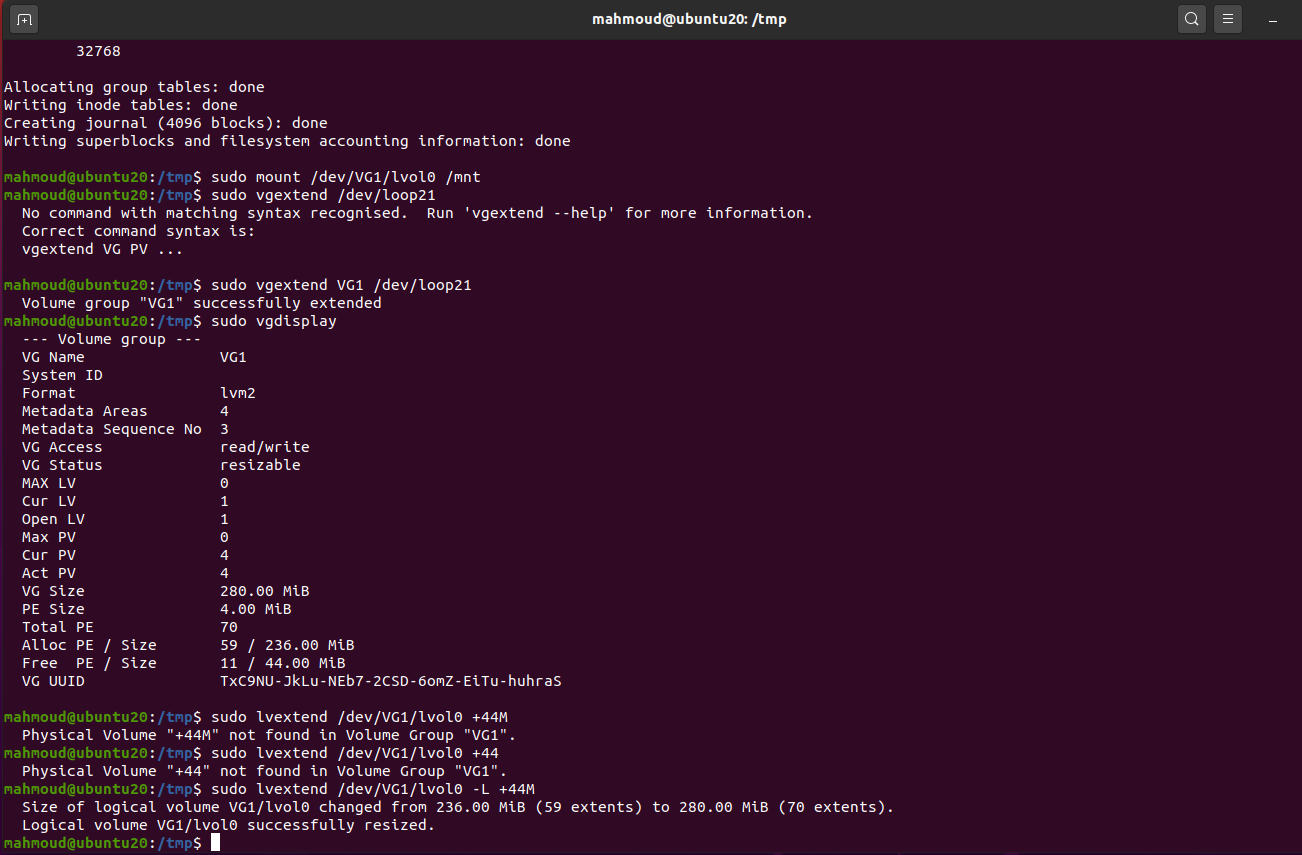 mahmoud@ubuntu20: /tmp
        32768

Allocating group tables: done
Writing inode tables: done
Creating journal (4096 blocks): done
Writing superblocks and filesystem accounting information: done

mahmoud@ubuntu20:/tmp$ sudo mount /dev/VG1/lvol0 /mnt
mahmoud@ubuntu20:/tmp$ sudo vgextend /dev/loop21
  No command with matching syntax recognised.  Run 'vgextend --help' for more information.
  Correct command syntax is:
  vgextend VG PV ...

mahmoud@ubuntu20:/tmp$ sudo vgextend VG1 /dev/loop21
  Volume group "VG1" successfully extended
mahmoud@ubuntu20:/tmp$ sudo vgdisplay
  --- Volume group ---
  VG Name               VG1
  System ID
  Format                lvm2
  Metadata Areas        4
  Metadata Sequence No  3
  VG Access             read/write
  VG Status             resizable
  MAX LV                0
  Cur LV                1
  Open LV               1
  Max PV                0
  Cur PV                4
  Act PV                4
  VG Size               280.00 MiB
  PE Size               4.00 MiB
  Total PE              70
  Alloc PE / Size       59 / 236.00 MiB
  Free  PE / Size       11 / 44.00 MiB
  VG UUID               TxC9NU-JkLu-NEb7-2CSD-6omZ-EiTu-huhraS

mahmoud@ubuntu20:/tmp$ sudo lvextend /dev/VG1/lvol0 +44M
  Physical Volume "+44M" not found in Volume Group "VG1".
mahmoud@ubuntu20:/tmp$ sudo lvextend /dev/VG1/lvol0 +44
  Physical Volume "+44" not found in Volume Group "VG1".
mahmoud@ubuntu20:/tmp$ sudo lvextend /dev/VG1/lvol0 -L +44M
  Size of logical volume VG1/lvol0 changed from 236.00 MiB (59 extents) to 280.00 MiB (70 extents).
  Logical volume VG1/lvol0 successfully resized.
mahmoud@ubuntu20:/tmp$